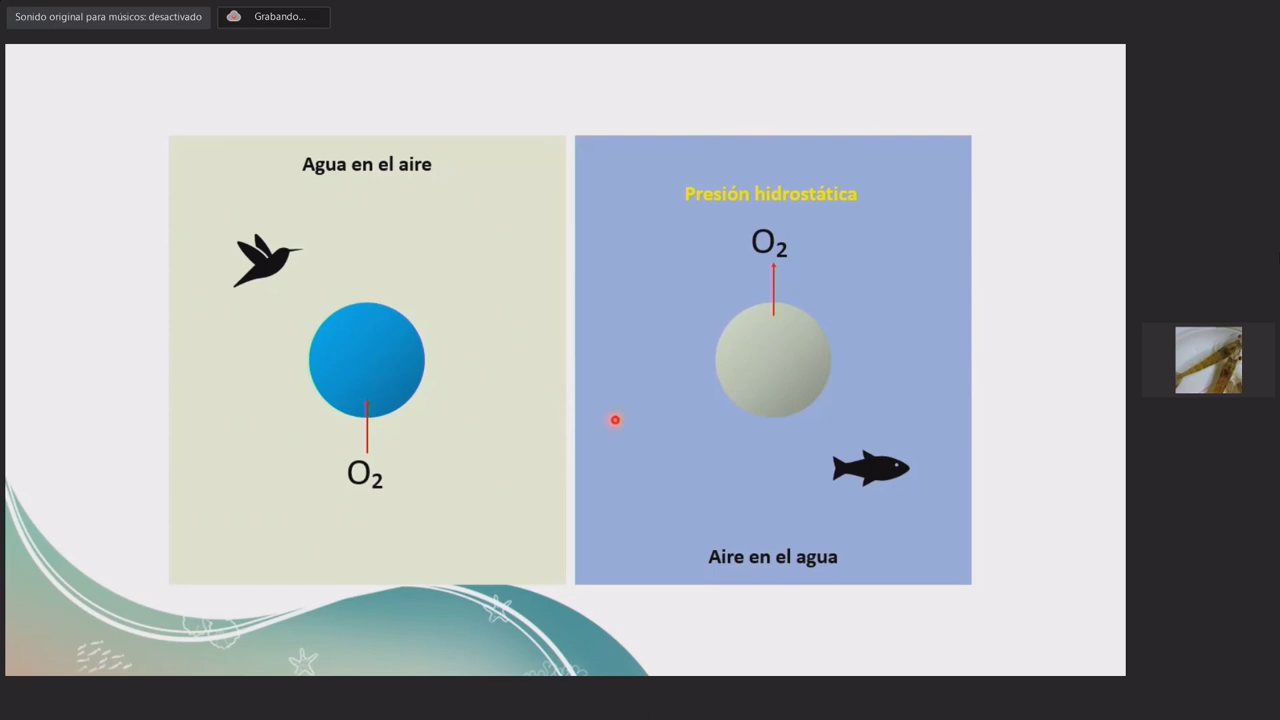 Sonido original para músicos: desactivado
Grabando...
Agua en el aire
O₂
Presión hidrostática
O₂
Aire en el agua